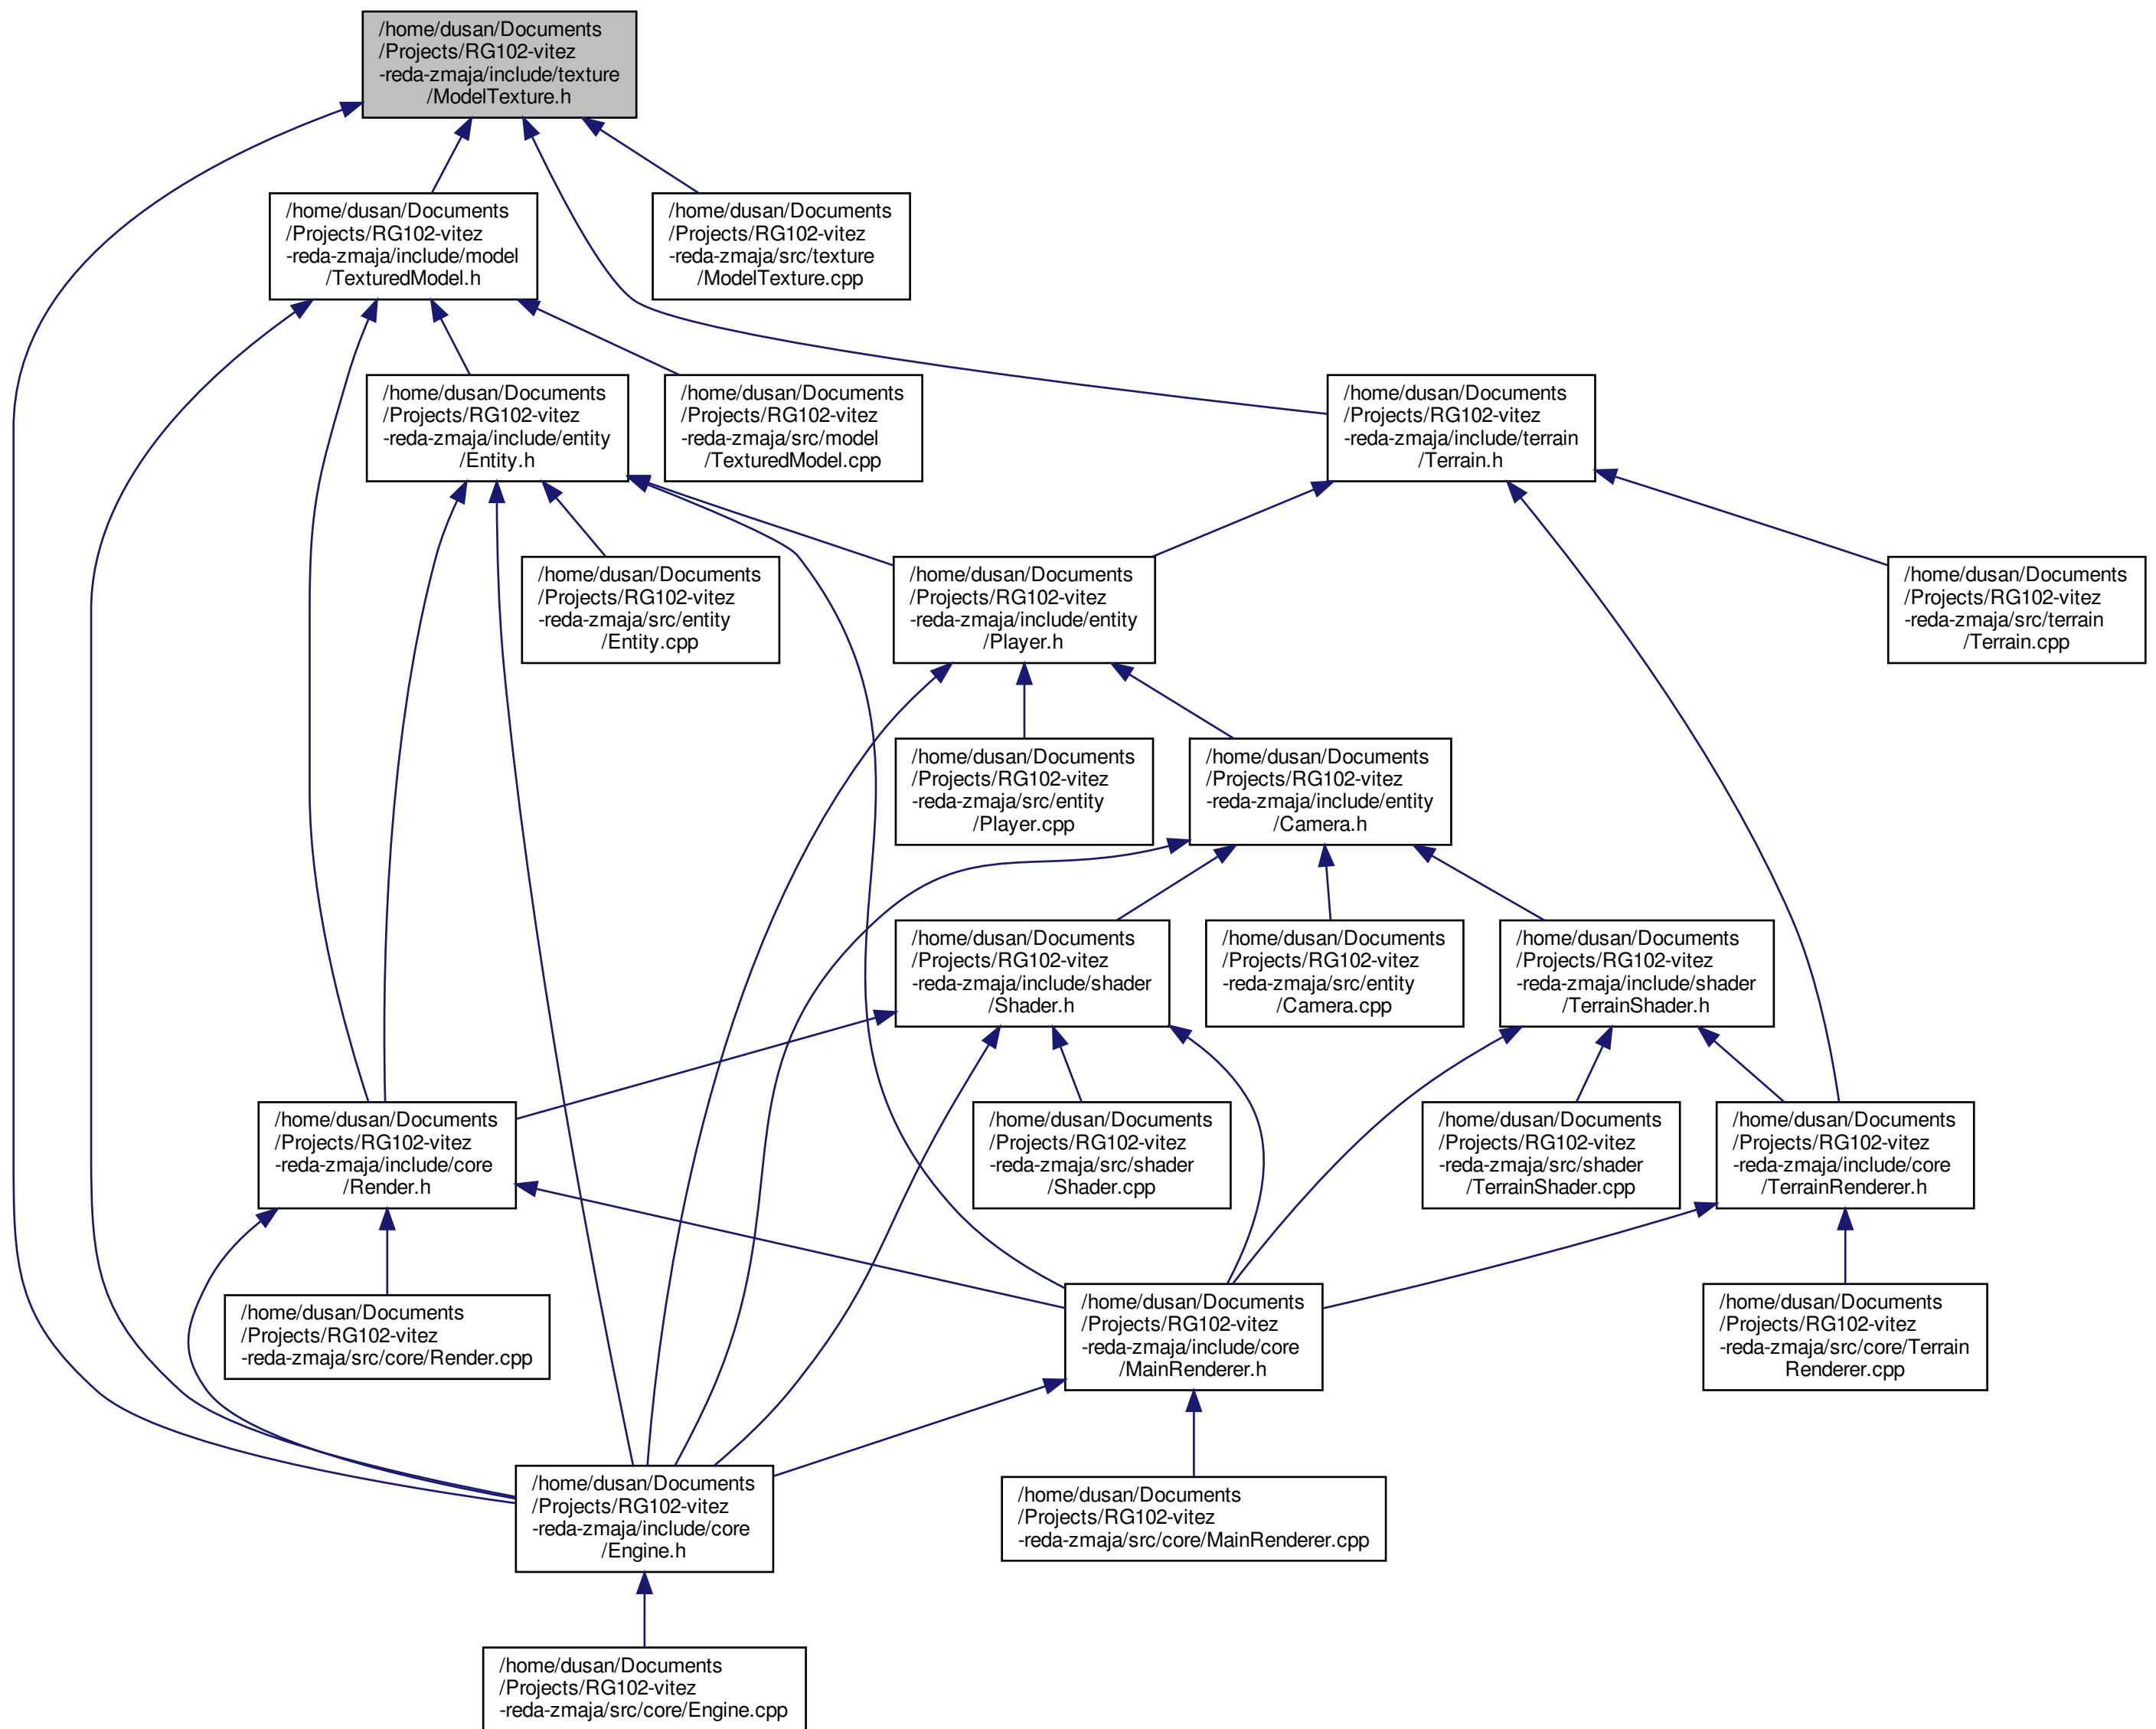 /home/dusan/Documents
/Projects/RG102-vitez
-reda-zmaja/include/texture
/ModelTexture.h
/home/dusan/Documents
/Projects/RG102-vitez
-reda-zmaja/include/model
/TexturedModel.h
/home/dusan/Documents
/Projects/RG102-vitez
-reda-zmaja/src/texture
/ModelTexture.cpp
/home/dusan/Documents
/Projects/RG102-vitez
-reda-zmaja/include/entity
/Entity.h
/home/dusan/Documents
/Projects/RG102-vitez
-reda-zmaja/src/model
/TexturedModel.cpp
/home/dusan/Documents
/Projects/RG102-vitez
-reda-zmaja/include/terrain
/Terrain.h
/home/dusan/Documents
/Projects/RG102-vitez
-reda-zmaja/src/entity
/Entity.cpp
/home/dusan/Documents
/Projects/RG102-vitez
-reda-zmaja/include/entity
/Player.h
/home/dusan/Documents
/Projects/RG102-vitez
-reda-zmaja/src/terrain
/Terrain.cpp
/home/dusan/Documents
/Projects/RG102-vitez
-reda-zmaja/src/entity
/Player.cpp
/home/dusan/Documents
/Projects/RG102-vitez
-reda-zmaja/include/entity
/Camera.h
/home/dusan/Documents
/Projects/RG102-vitez
-reda-zmaja/include/shader
/Shader.h
/home/dusan/Documents
/Projects/RG102-vitez
-reda-zmaja/src/entity
/Camera.cpp
/home/dusan/Documents
/Projects/RG102-vitez
-reda-zmaja/include/shader
/TerrainShader.h
/home/dusan/Documents
/Projects/RG102-vitez
-reda-zmaja/include/core
/Render.h
/home/dusan/Documents
/Projects/RG102-vitez
-reda-zmaja/src/shader
/Shader.cpp
/home/dusan/Documents
/Projects/RG102-vitez
-reda-zmaja/src/shader
/TerrainShader.cpp
/home/dusan/Documents
/Projects/RG102-vitez
-reda-zmaja/include/core
/TerrainRenderer.h
/home/dusan/Documents
/Projects/RG102-vitez
-reda-zmaja/src/core/Render.cpp
/home/dusan/Documents
/Projects/RG102-vitez
-reda-zmaja/include/core
/MainRenderer.h
/home/dusan/Documents
/Projects/RG102-vitez
-reda-zmaja/src/core/Terrain
Renderer.cpp
/home/dusan/Documents
/Projects/RG102-vitez
-reda-zmaja/include/core
/Engine.h
/home/dusan/Documents
/Projects/RG102-vitez
-reda-zmaja/src/core/MainRenderer.cpp
/home/dusan/Documents
/Projects/RG102-vitez
-reda-zmaja/src/core/Engine.cpp